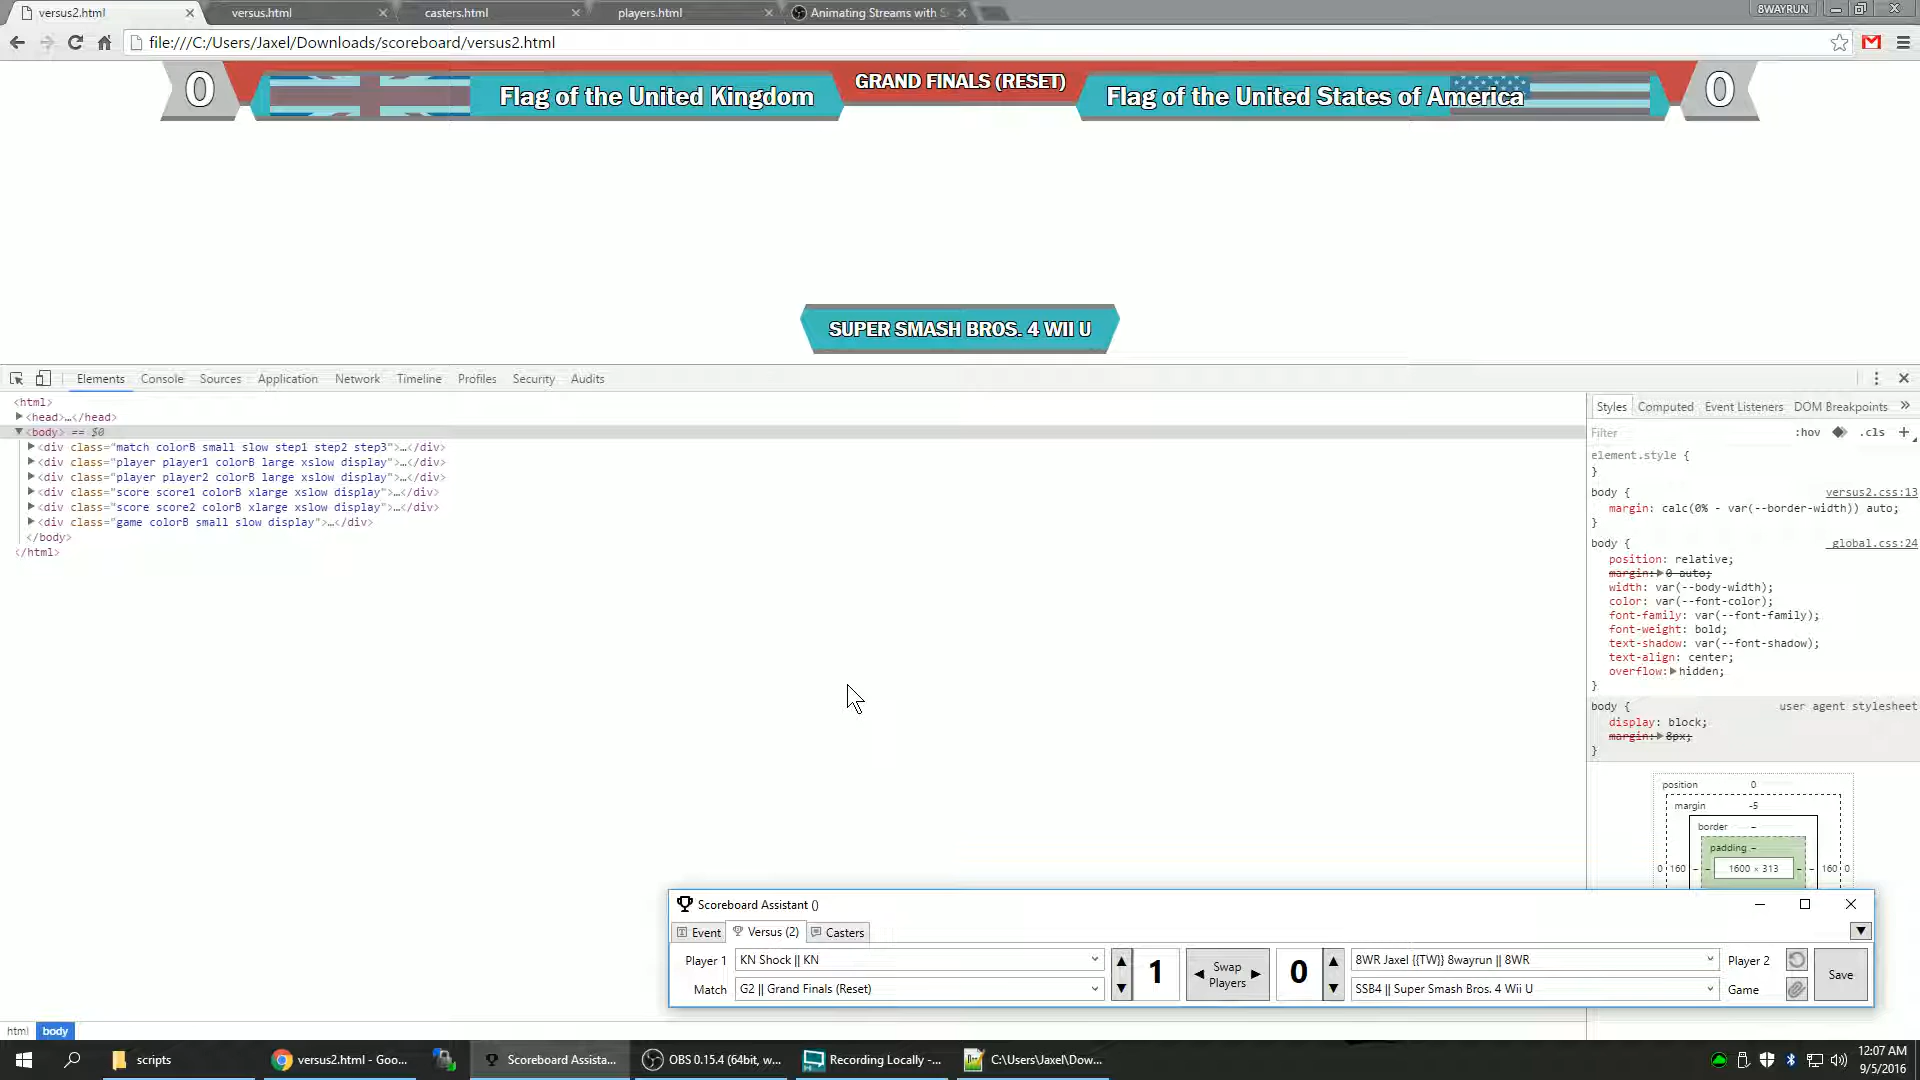 versus2.html
versus.html
casters.html
players.html
Animating Streams with S
8WAYRUN
file:///C:/Users/Jaxel/Downloads/scoreboard/versus2.html
0
Flag of the United Kingdom
GRAND FINALS (RESET)
Flag of the United States of America
0
SUPER SMASH BROS. 4 WII U
Elements Console Sources Application Network Timeline Profiles Security Audits
<html>
<head>…</head>
<body> == $0
<div class="match colorB small slow step1 step2 step3">…</div>
<div class="player player1 colorB large xslow display">…</div>
<div class="player player2 colorB large xslow display">…</div>
<div class="score score1 colorB xlarge xslow display">…</div>
<div class="score score2 colorB xlarge xslow display">…</div>
<div class="game colorB small slow display">…</div>
</body>
</html>
html body
Styles Computed Event Listeners DOM Breakpoints »
Filter :hov .cls +
element.style {
}
body { versus2.css:13
margin: calc(0% - var(--border-width)) auto;
}
body { _global.css:24
position: relative;
margin: 0 auto;
width: var(--body-width);
color: var(--font-color);
font-family: var(--font-family);
font-weight: bold;
text-shadow: var(--font-shadow);
text-align: center;
overflow: hidden;
}
body { user agent stylesheet
display: block;
margin: 8px;
}
position 0
margin -5
border –
padding –
0 160 – – 1600 × 313 – – 160 0
Scoreboard Assistant ()
Event Versus (2) Casters
Player 1 KN Shock || KN
Match G2 || Grand Finals (Reset)
1
Swap
Players
0
8WR Jaxel {{TW}} 8wayrun || 8WR Player 2
SSB4 || Super Smash Bros. 4 Wii U Game
Save
scripts
versus2.html - Goo...
Scoreboard Assista...
OBS 0.15.4 (64bit, w...
Recording Locally -...
C:\Users\Jaxel\Dow...
12:07 AM
9/5/2016